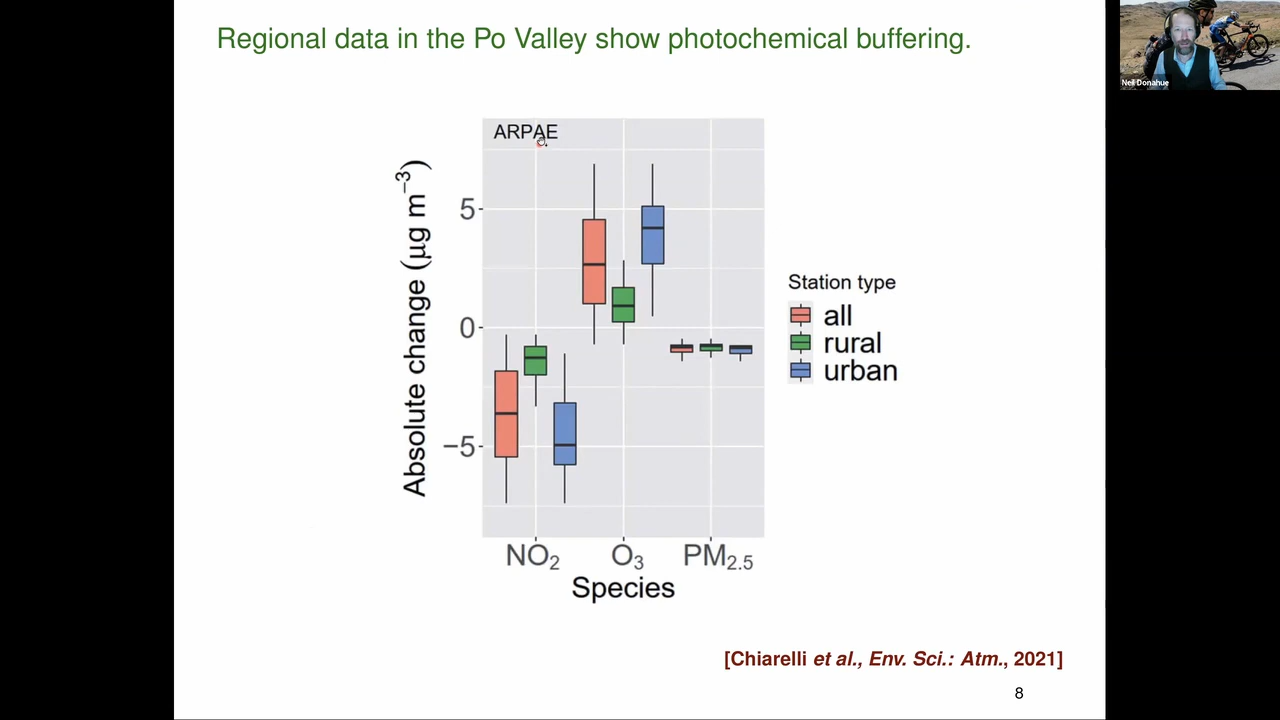 Regional data in the Po Valley show photochemical buffering.
Neil Donahue
ARPAE
Absolute change (µg m⁻³)
5
0
−5
NO₂ O₃ PM₂.₅
Species
Station type
all
rural
urban
[Chiarelli et al., Env. Sci.: Atm., 2021]
8